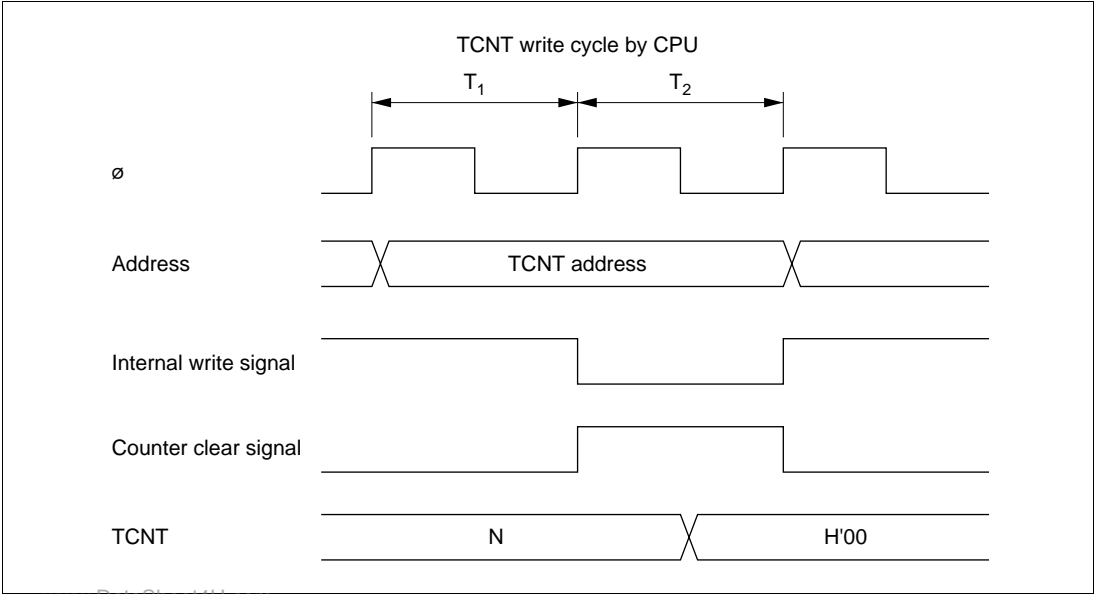 TCNT write cycle by CPU
T1 T2
ø
Address TCNT address
Internal write signal
Counter clear signal
TCNT N H'00